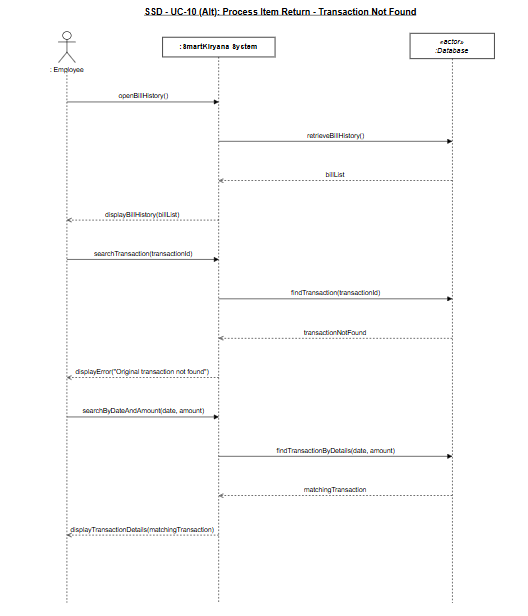 SSD - UC-10 (Alt): Process Item Return - Transaction Not Found
: Employee
: SmartKiryana System
«actor»
:Database
openBillHistory()
retrieveBillHistory()
billList
displayBillHistory(billList)
searchTransaction(transactionId)
findTransaction(transactionId)
transactionNotFound
displayError("Original transaction not found")
searchByDateAndAmount(date, amount)
findTransactionByDetails(date, amount)
matchingTransaction
displayTransactionDetails(matchingTransaction)